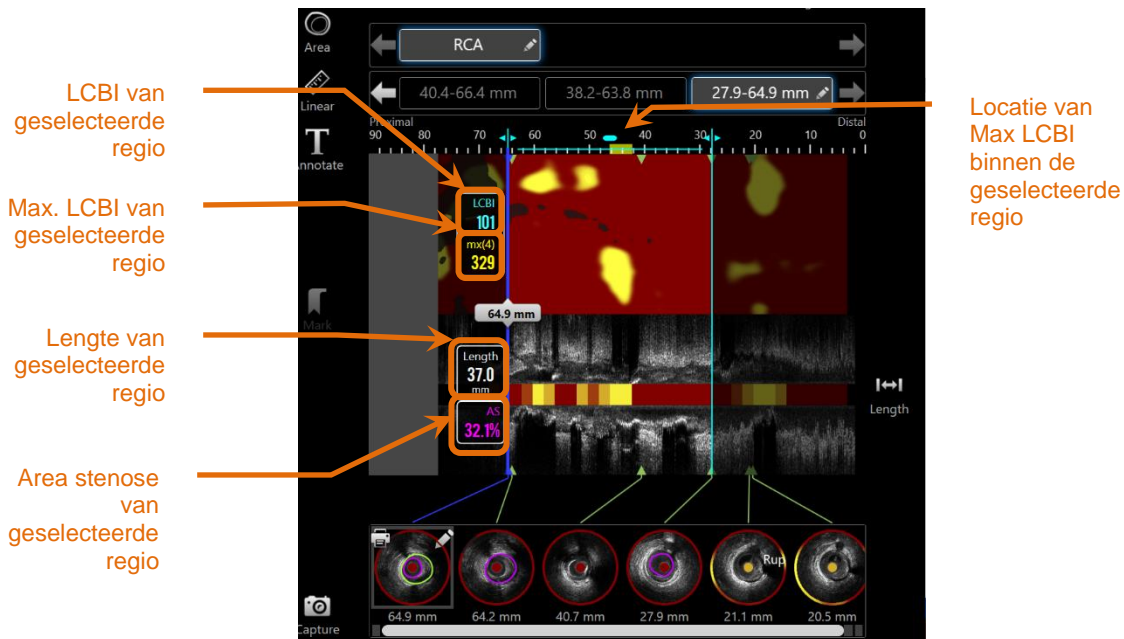 Area
RCA
Linear
40.4-66.4 mm
38.2-63.8 mm
27.9-64.9 mm
Proximal
Distal
90 80 70 60 50 40 30 20 10 0
Annotate
LCBI van
geselecteerde
regio
Locatie van
Max LCBI
binnen de
geselecteerde
regio
LCBI
101
Max. LCBI van
geselecteerde
regio
mx(4)
329
Mark
64.9 mm
Lengte van
geselecteerde
regio
Length
37.0
mm
Length
AS
32.1%
Area stenose
van
geselecteerde
regio
Rup
64.9 mm
64.2 mm
40.7 mm
27.9 mm
21.1 mm
20.5 mm
Capture